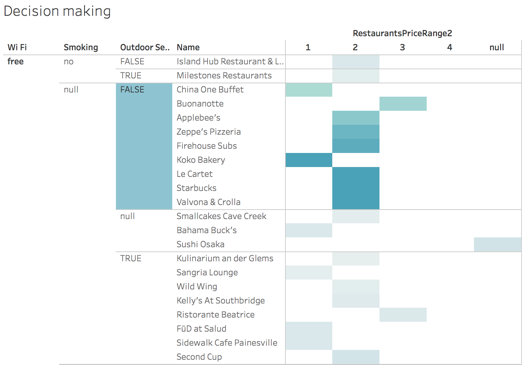 Decision making
RestaurantsPriceRange2
Wi Fi Smoking Outdoor Se.. Name 1 2 3 4 null
free no FALSE Island Hub Restaurant & L..
TRUE Milestones Restaurants
null FALSE China One Buffet
Buonanotte
Applebee's
Zeppe's Pizzeria
Firehouse Subs
Koko Bakery
Le Cartet
Starbucks
Valvona & Crolla
null Smallcakes Cave Creek
Bahama Buck's
Sushi Osaka
TRUE Kulinarium an der Glems
Sangria Lounge
Wild Wing
Kelly's At Southbridge
Ristorante Beatrice
FüD at Salud
Sidewalk Cafe Painesville
Second Cup